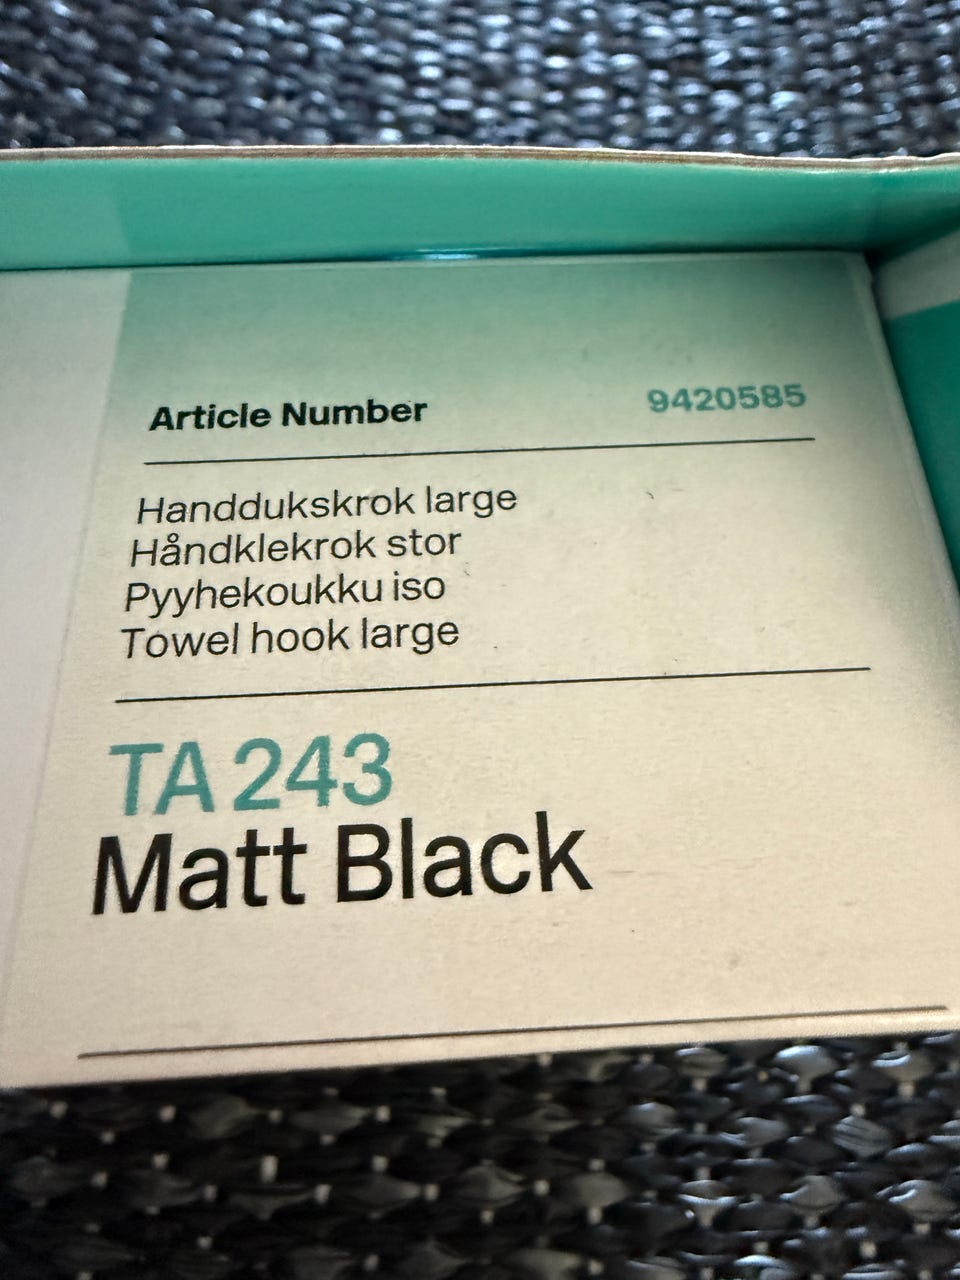 Article Number 9420585
Handdukskrok large
Håndklekrok stor
Pyyhekoukku iso
Towel hook large
TA 243
Matt Black